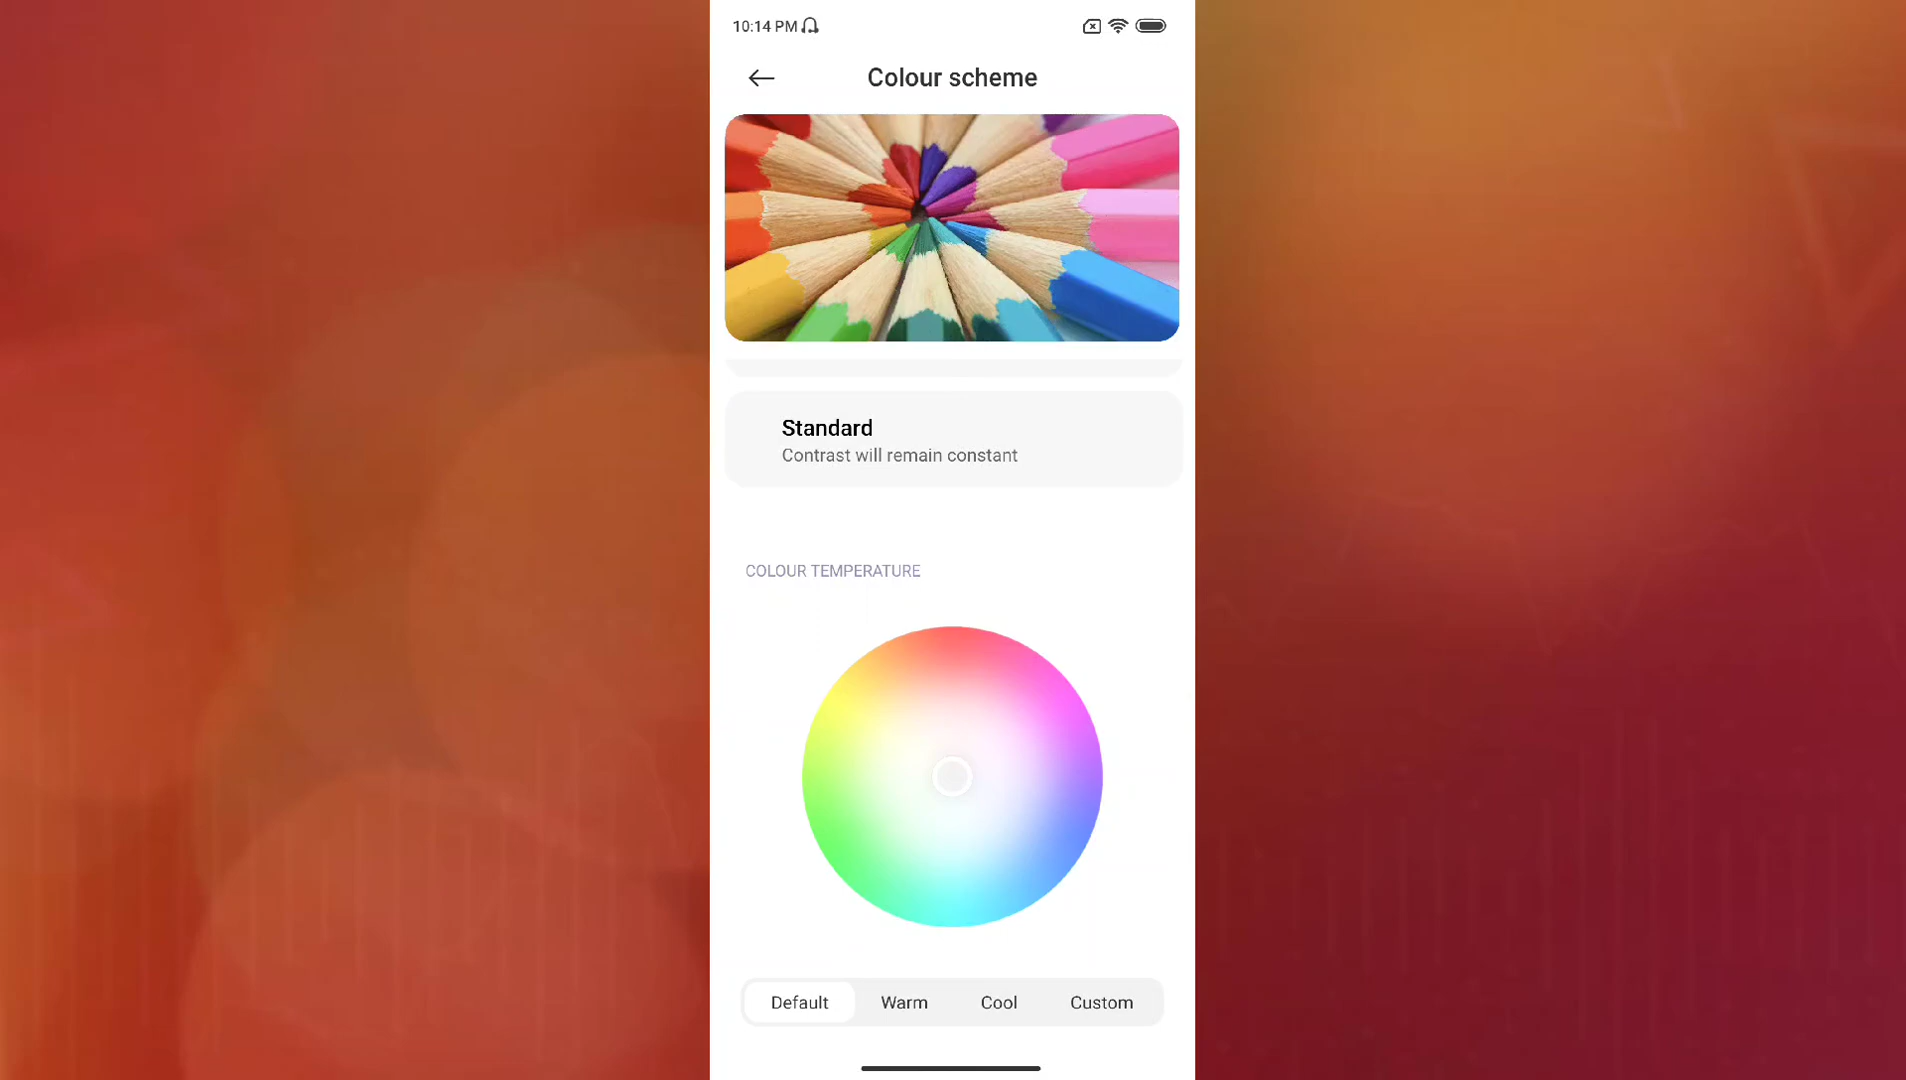 10:14 PM
Colour scheme
Standard
Contrast will remain constant
COLOUR TEMPERATURE
Default Warm Cool Custom